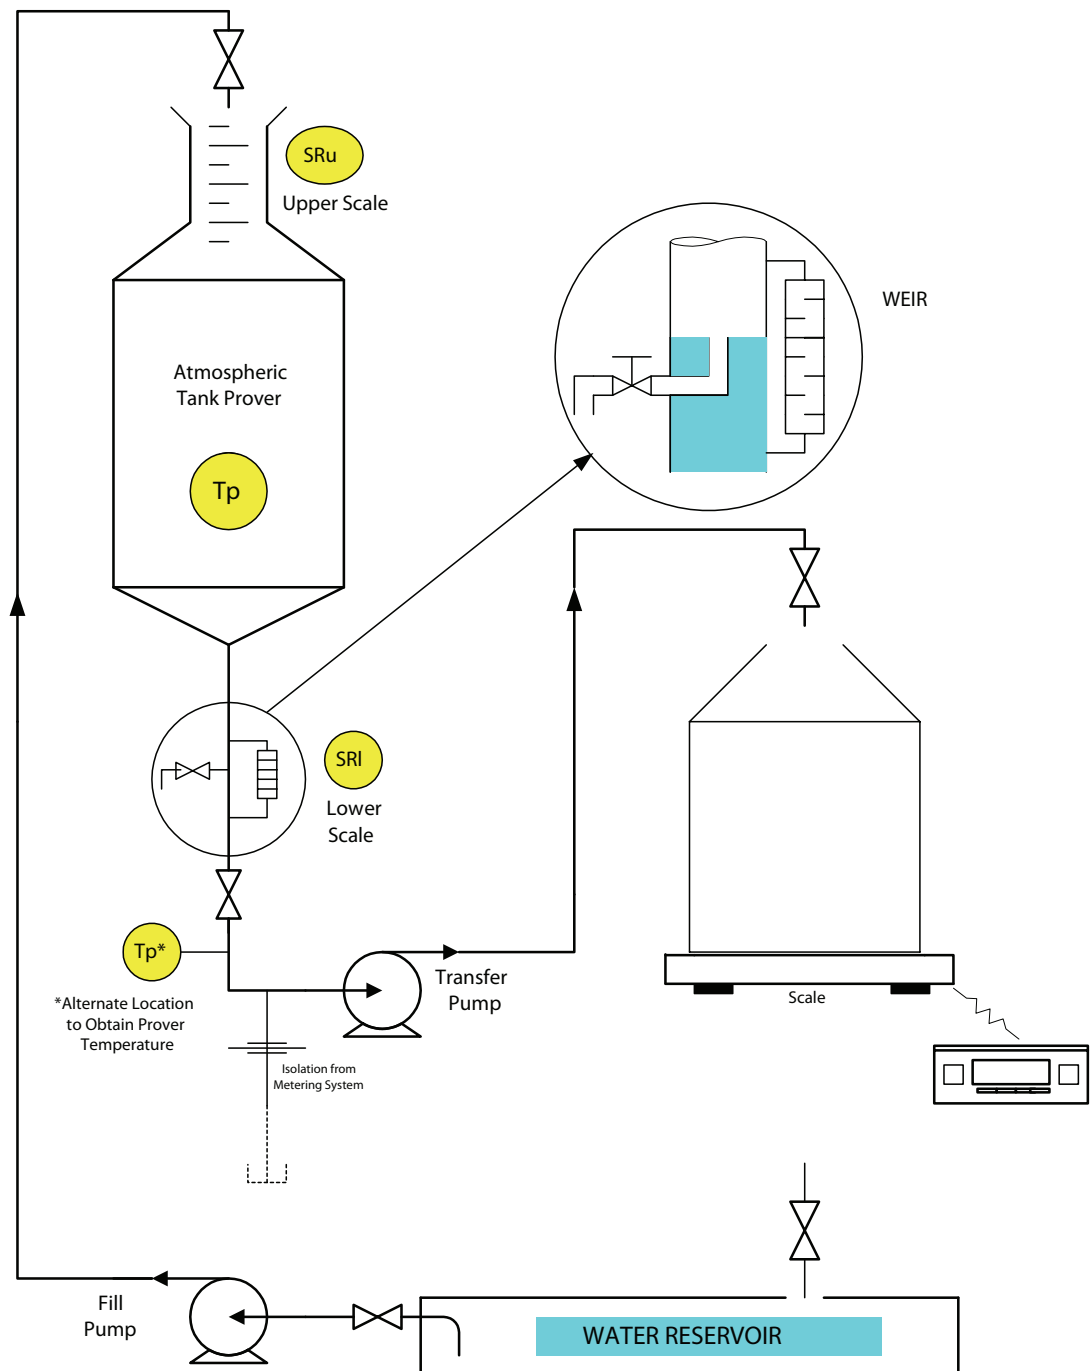 SRu
Upper Scale
WEIR
Atmospheric
Tank Prover
Tp
SRl
Lower
Scale
Tp*
*Alternate Location
to Obtain Prover
Temperature
Transfer
Pump
Scale
Isolation from
Metering System
Fill
Pump
WATER RESERVOIR